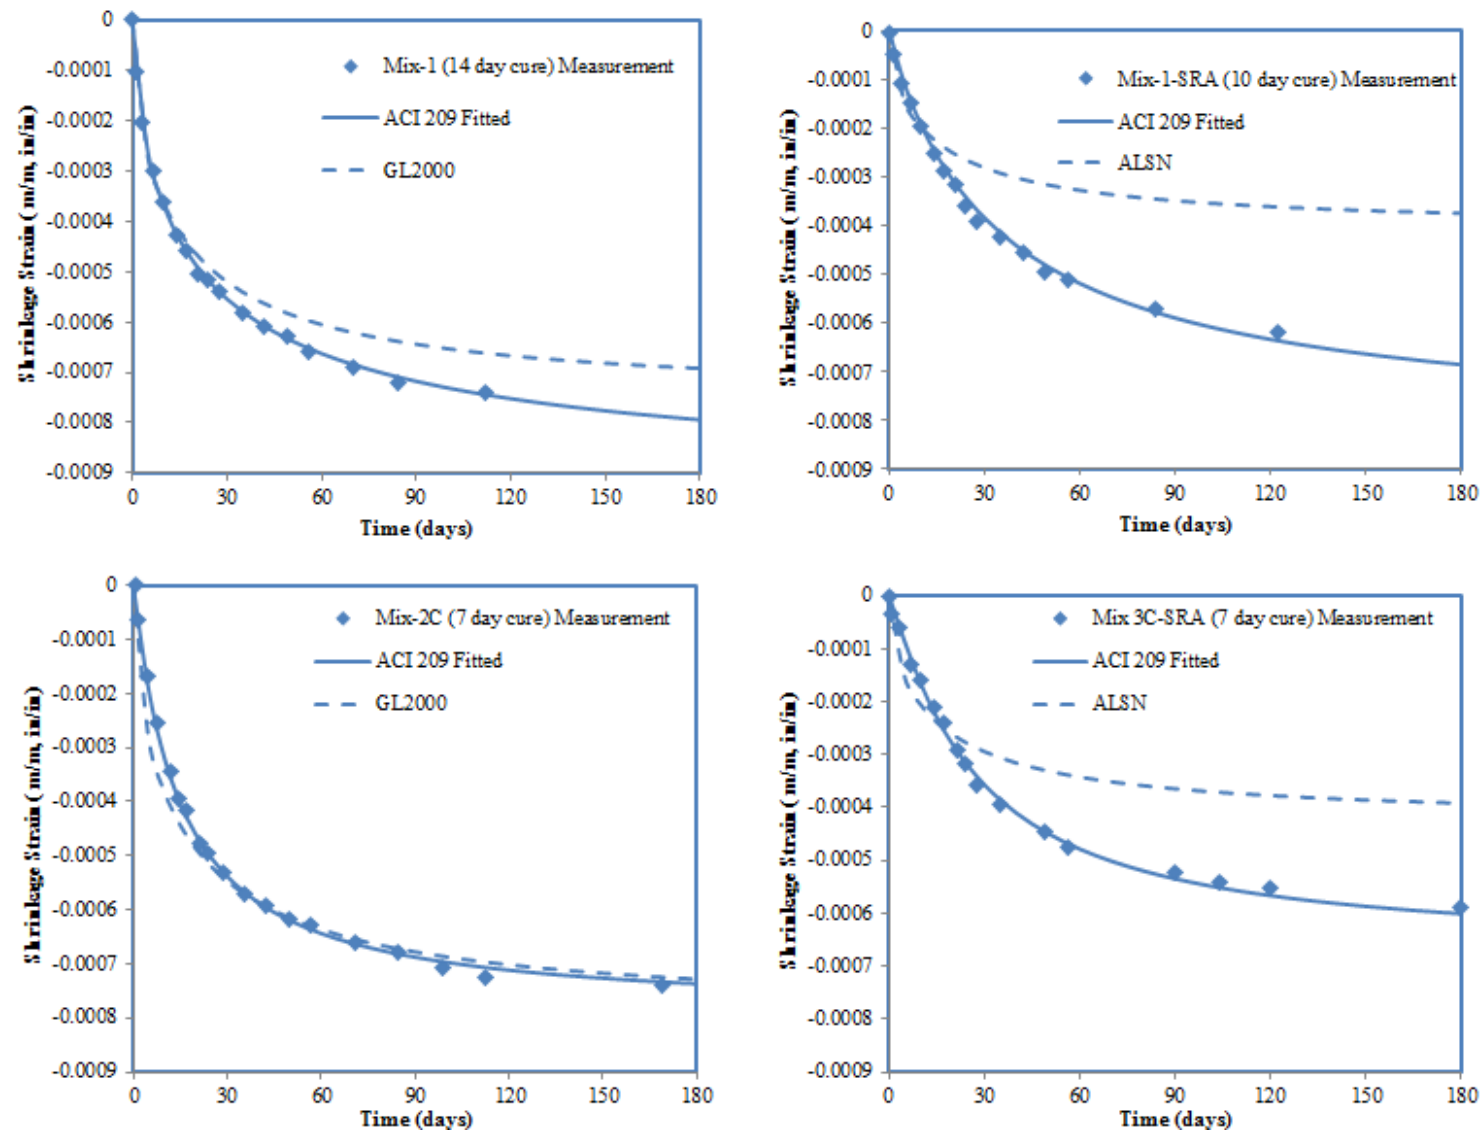 0
-0.0001
-0.0002
-0.0003
-0.0004
-0.0005
-0.0006
-0.0007
-0.0008
-0.0009
Shrinkage Strain ( m/m, in/in)
Mix-1 (14 day cure) Measurement
ACI 209 Fitted
GL2000
0 30 60 90 120 150 180
Time (days)
0
-0.0001
-0.0002
-0.0003
-0.0004
-0.0005
-0.0006
-0.0007
-0.0008
-0.0009
Shrinkage Strain ( m/m, in/in)
Mix-1-SRA (10 day cure) Measurement
ACI 209 Fitted
ALSN
0 30 60 90 120 150 180
Time (days)
0
-0.0001
-0.0002
-0.0003
-0.0004
-0.0005
-0.0006
-0.0007
-0.0008
-0.0009
Shrinkage Strain ( m/m, in/in)
Mix-2C (7 day cure) Measurement
ACI 209 Fitted
GL2000
0 30 60 90 120 150 180
Time (days)
0
-0.0001
-0.0002
-0.0003
-0.0004
-0.0005
-0.0006
-0.0007
-0.0008
-0.0009
Shrinkage Strain ( m/m, in/in)
Mix 3C-SRA (7 day cure) Measurement
ACI 209 Fitted
ALSN
0 30 60 90 120 150 180
Time (days)